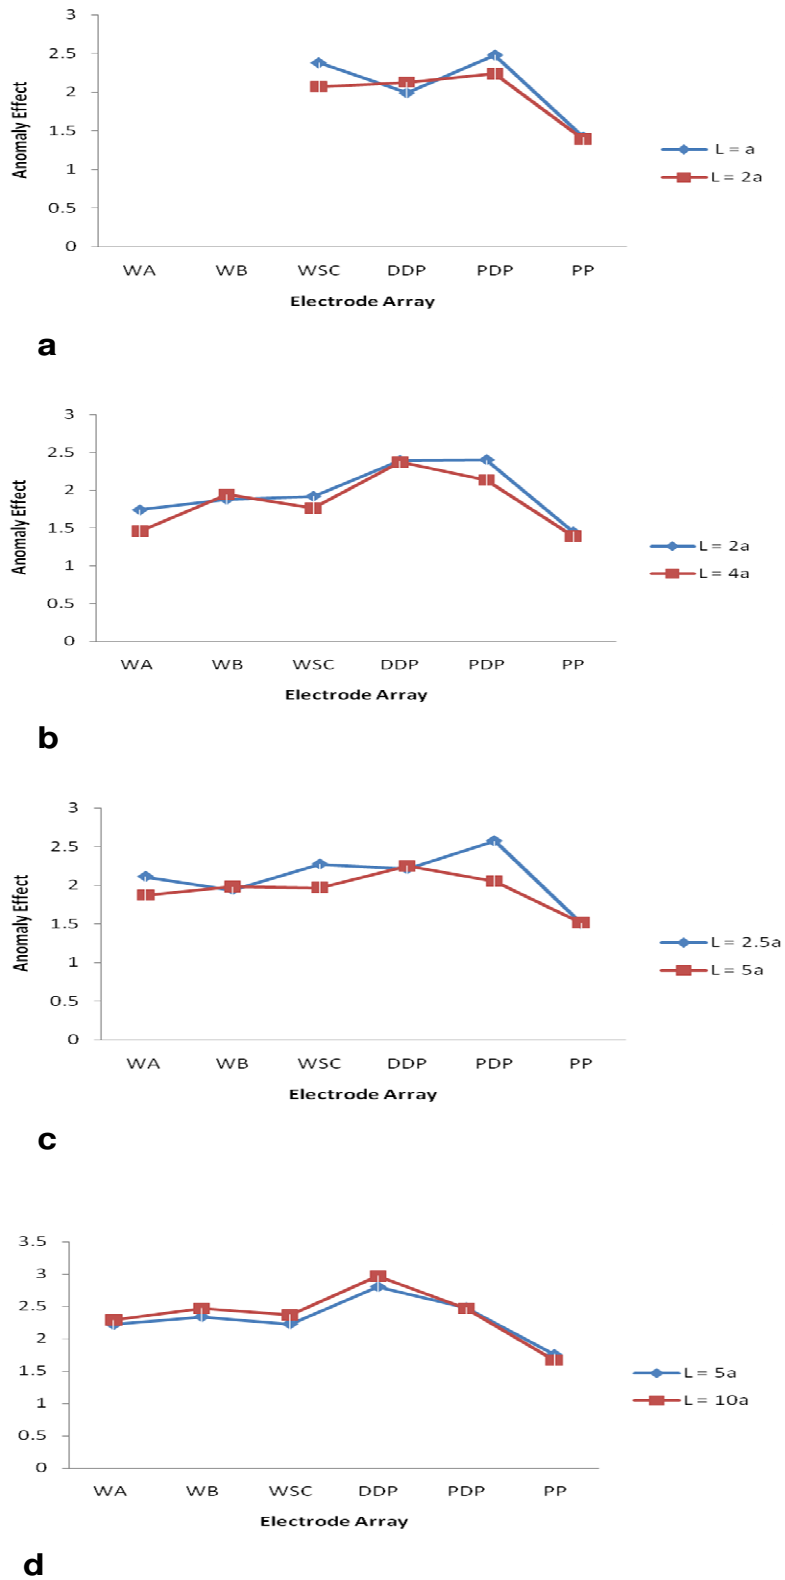 3
2.5
2
1.5
1
0.5
0
Anomaly Effect
WA WB WSC DDP PDP PP
Electrode Array
L = a
L = 2a
a
3
2.5
2
1.5
1
0.5
0
Anomaly Effect
WA WB WSC DDP PDP PP
Electrode Array
L = 2a
L = 4a
b
3
2.5
2
1.5
1
0.5
0
Anomaly Effect
WA WB WSC DDP PDP PP
Electrode Array
L = 2.5a
L = 5a
c
3.5
3
2.5
2
1.5
1
0.5
0
WA WB WSC DDP PDP PP
Electrode Array
L = 5a
L = 10a
d